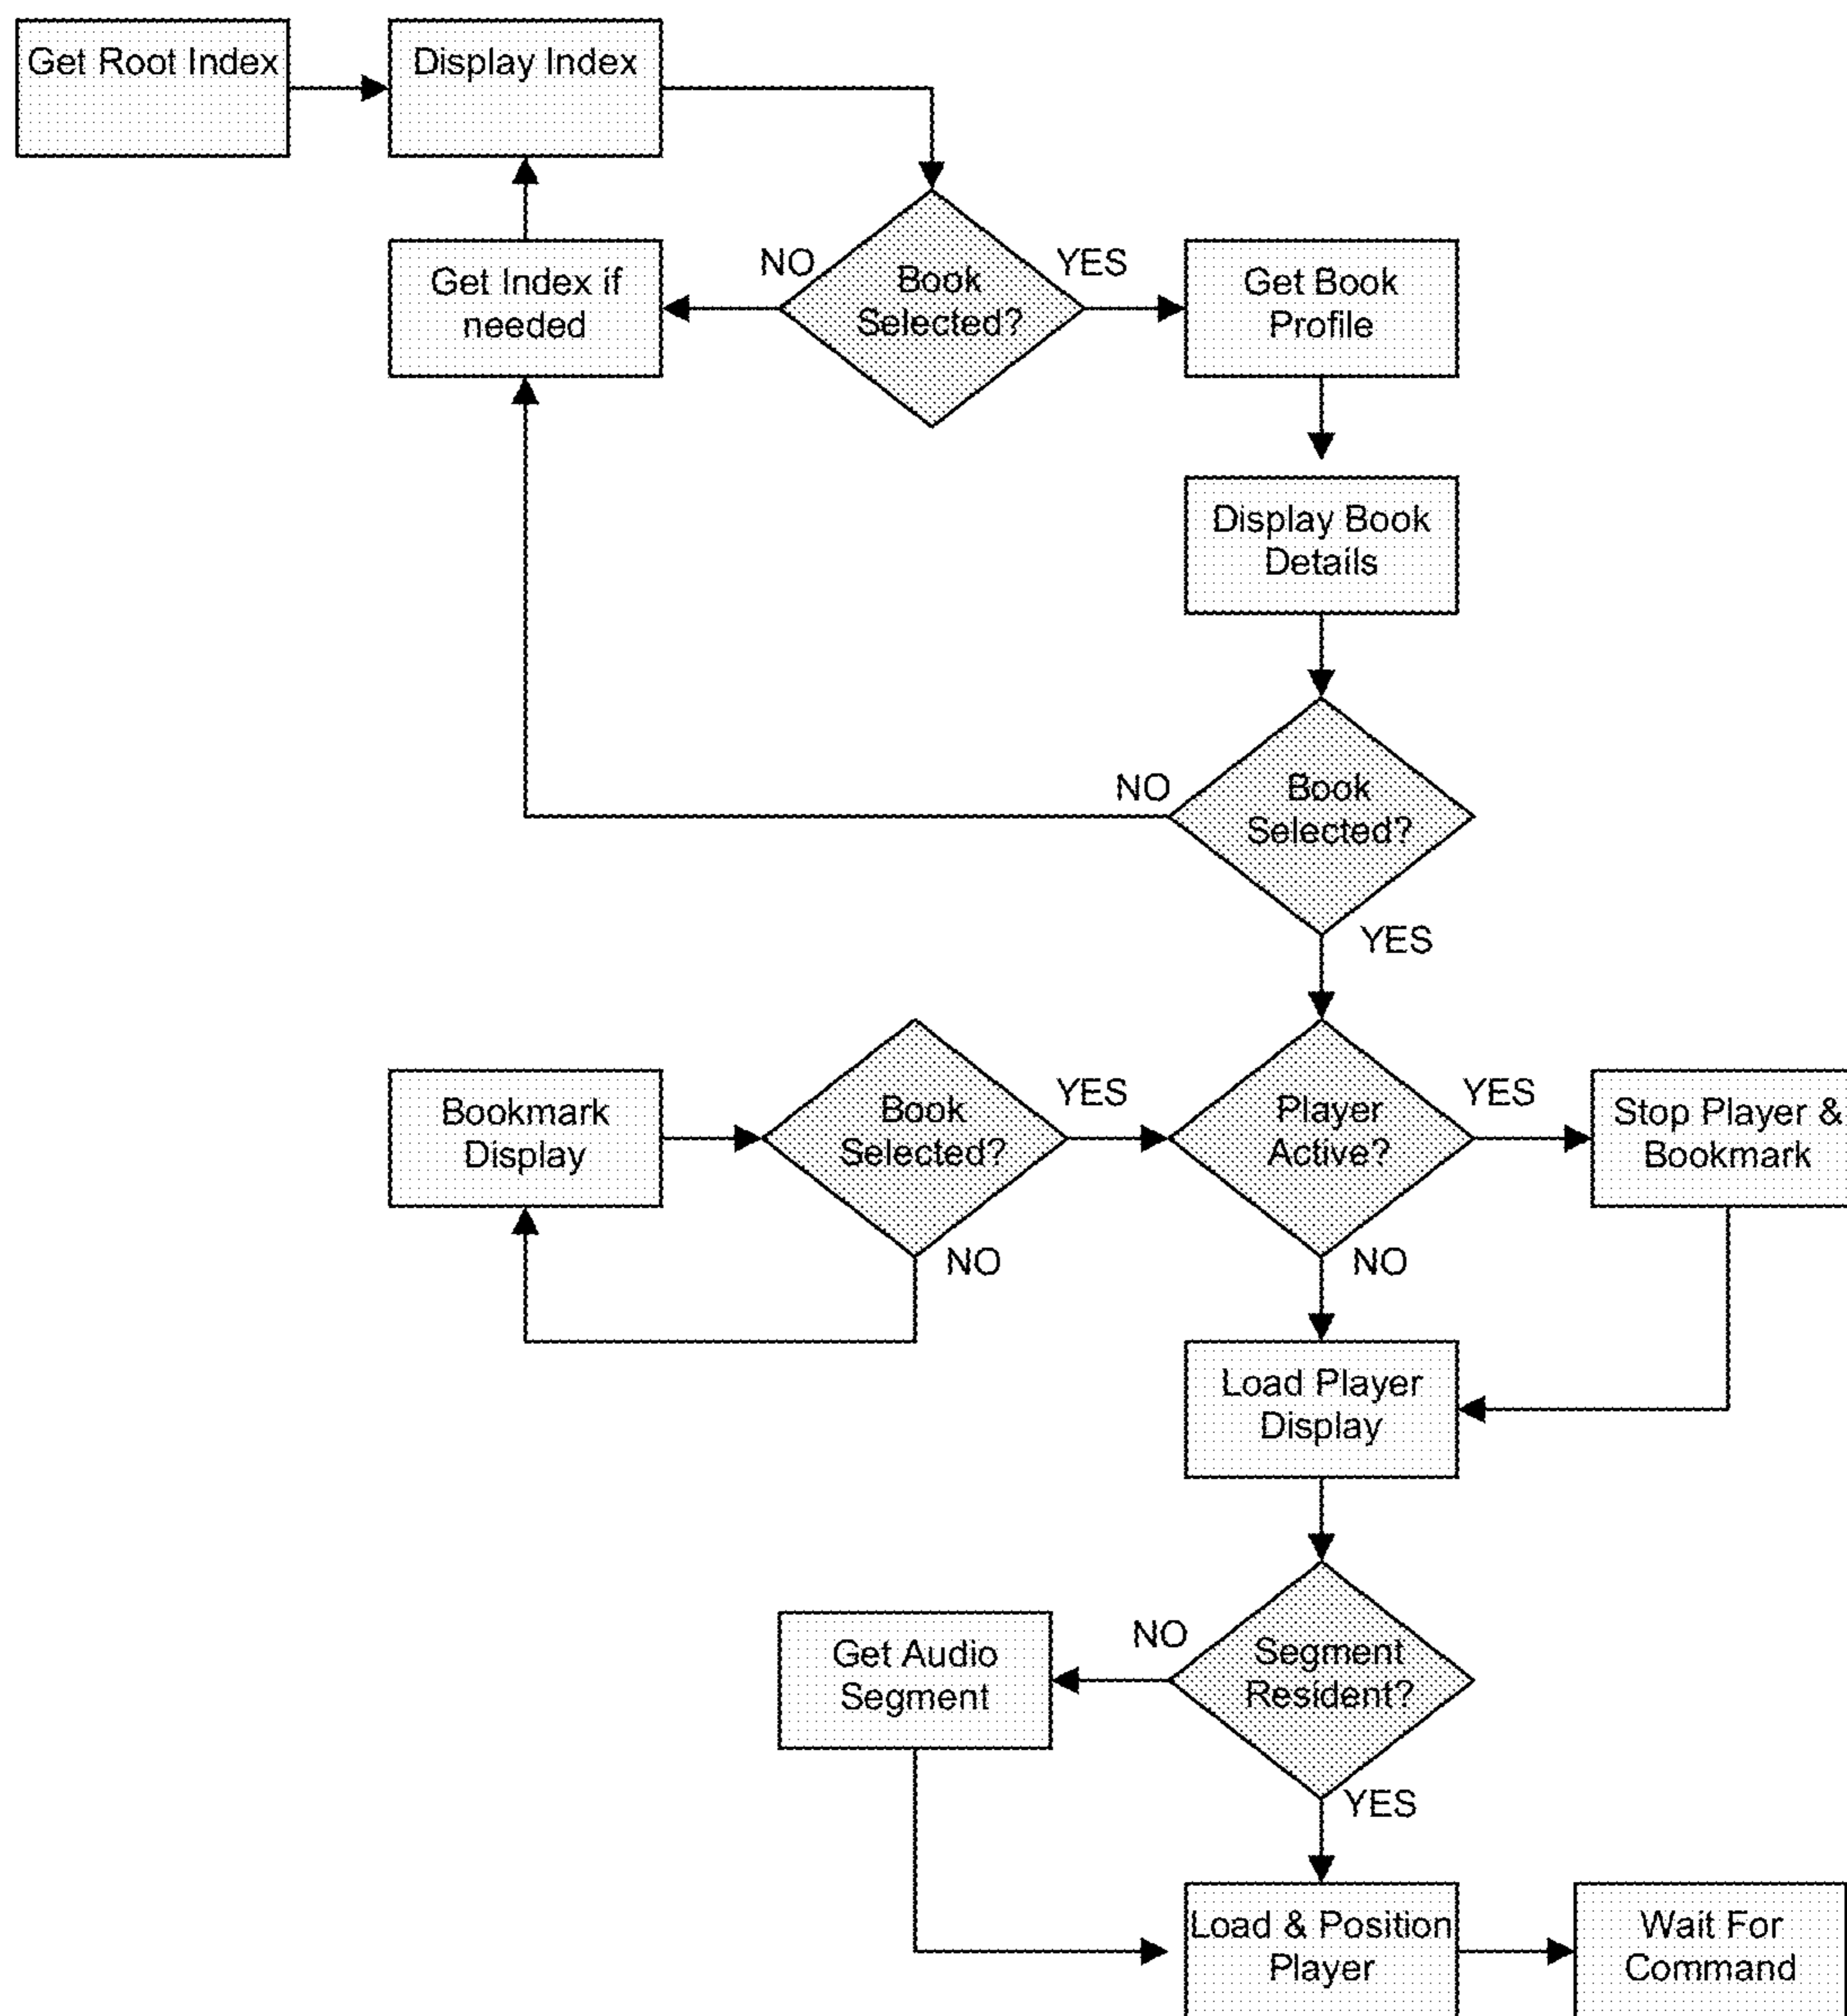 Get Root Index
Display Index
Get Index if
needed
NO
Book
Selected?
YES
Get Book
Profile
Display Book
Details
NO
Book
Selected?
YES
Bookmark
Display
Book
Selected?
YES
NO
Player
Active?
YES
NO
Stop Player &
Bookmark
Load Player
Display
Get Audio
Segment
NO
Segment
Resident?
YES
Load & Position
Player
Wait For
Command